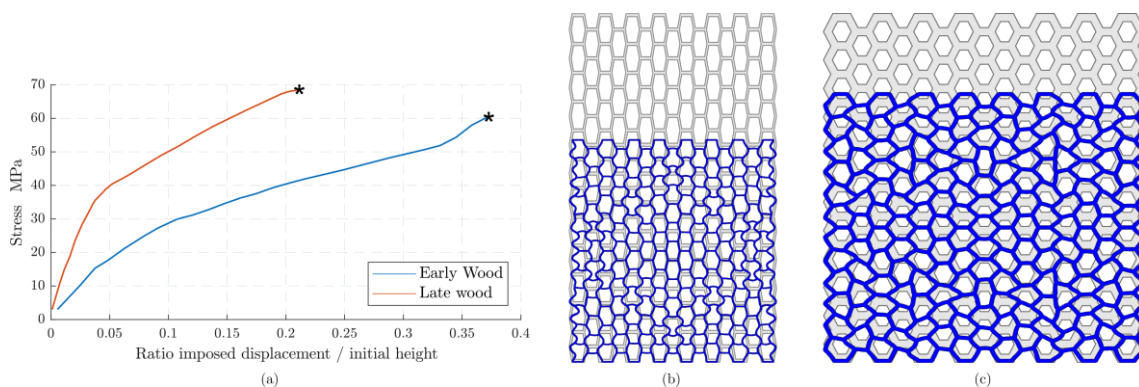 70
60
50
40
30
20
10
0
Stress MPa
0
0.05
0.1
0.15
0.2
0.25
0.3
0.35
0.4
Early Wood
Late wood
Ratio imposed displacement / initial height
(a)
(b)
(c)